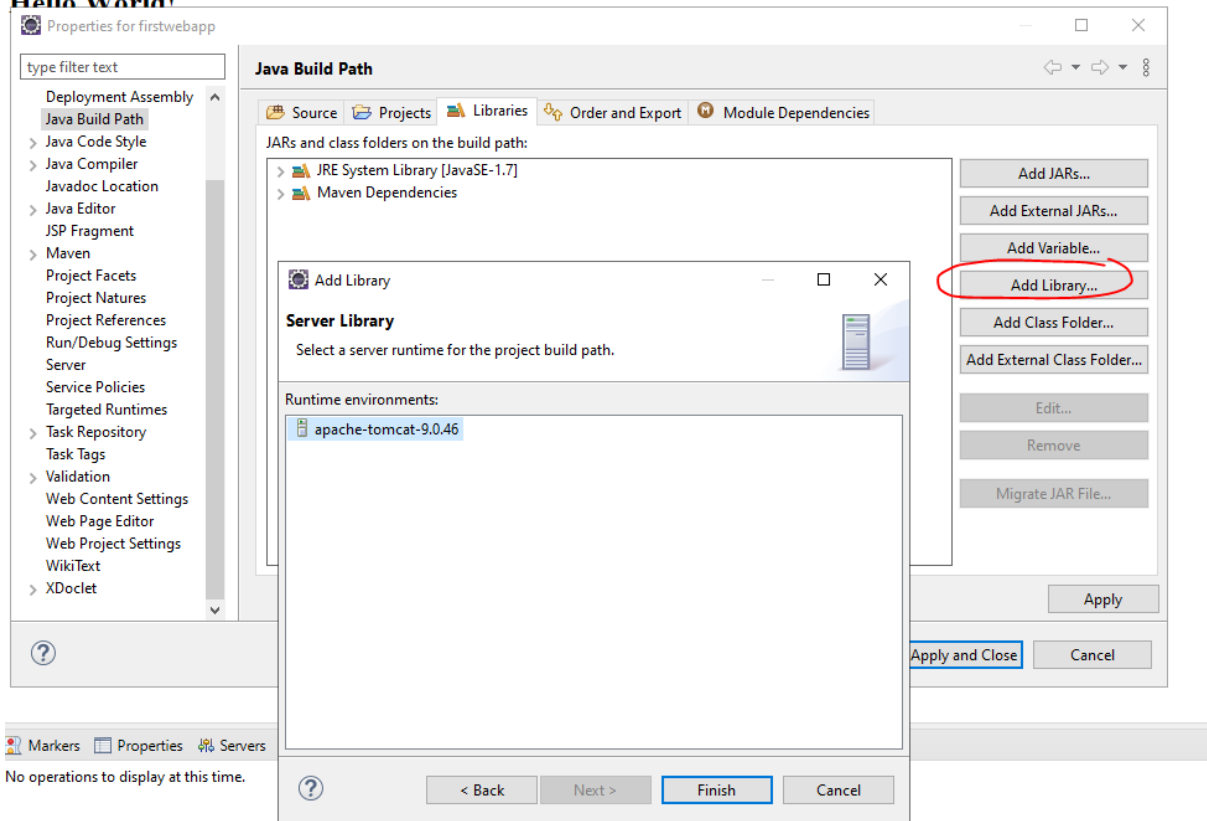 Hello World!
Properties for firstwebapp
type filter text
Java Build Path
Deployment Assembly
Java Build Path
Java Code Style
Java Compiler
Javadoc Location
Java Editor
JSP Fragment
Maven
Project Facets
Project Natures
Project References
Run/Debug Settings
Server
Service Policies
Targeted Runtimes
Task Repository
Task Tags
Validation
Web Content Settings
Web Page Editor
Web Project Settings
WikiText
XDoclet
Source Projects Libraries Order and Export Module Dependencies
JARs and class folders on the build path:
JRE System Library [JavaSE-1.7]
Maven Dependencies
Add JARs...
Add External JARs...
Add Variable...
Add Library...
Add Class Folder...
Add External Class Folder...
Edit...
Remove
Migrate JAR File...
Apply
Apply and Close Cancel
Add Library
Server Library
Select a server runtime for the project build path.
Runtime environments:
apache-tomcat-9.0.46
< Back Next > Finish Cancel
Markers Properties Servers
No operations to display at this time.